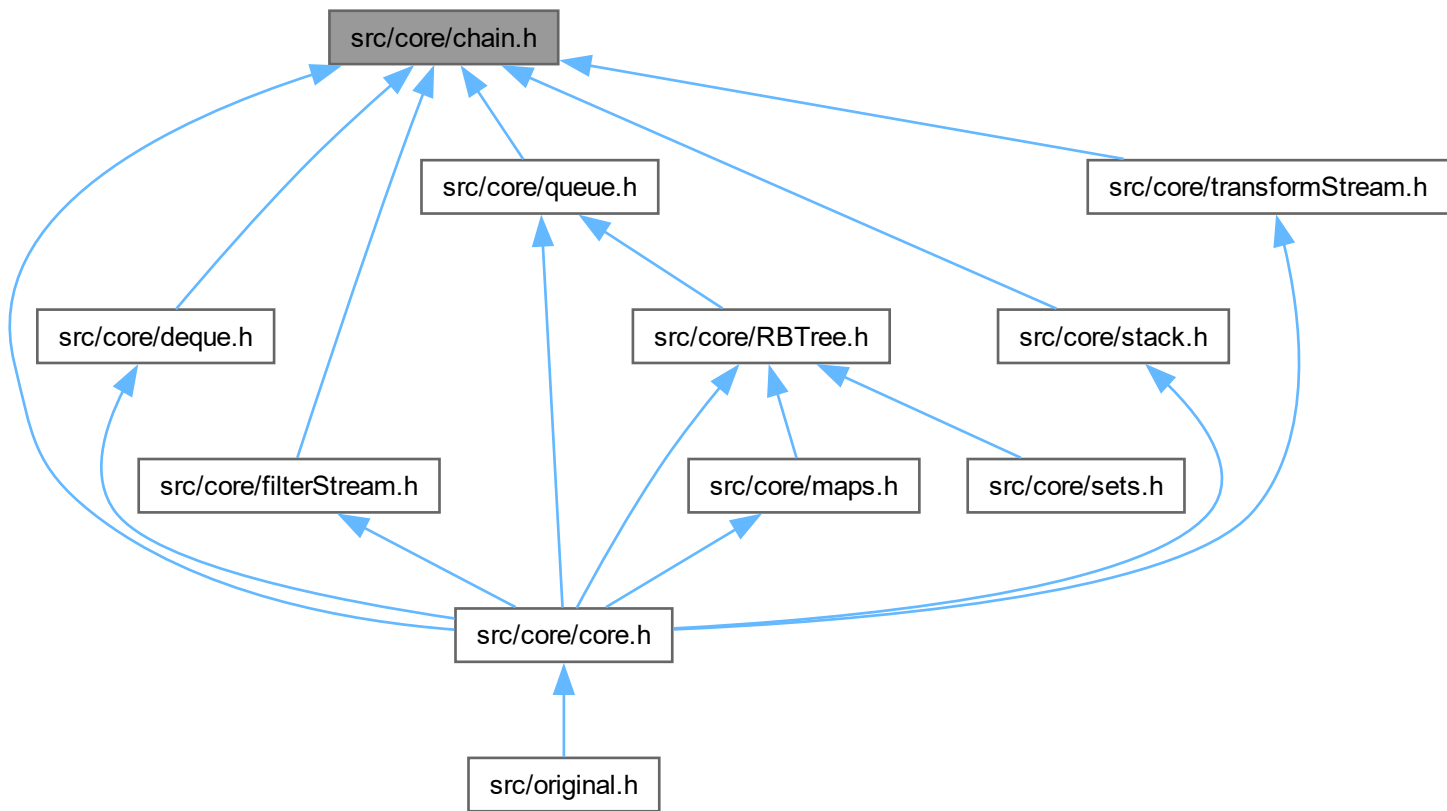 src/core/chain.h
src/core/queue.h
src/core/transformStream.h
src/core/deque.h
src/core/RBTree.h
src/core/stack.h
src/core/filterStream.h
src/core/maps.h
src/core/sets.h
src/core/core.h
src/original.h